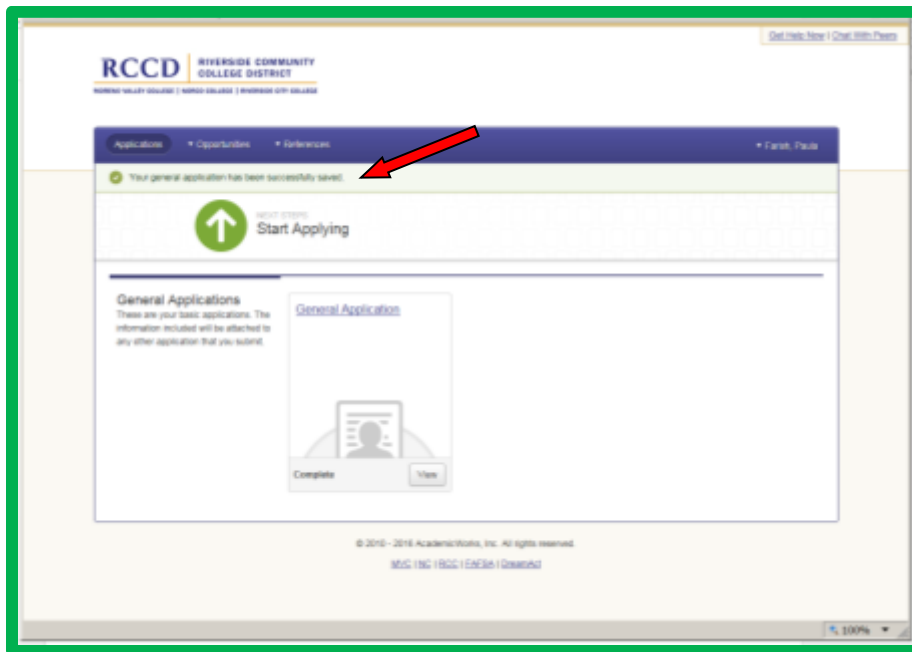 Get Help Now | Chat With Peers
RCCD
RIVERSIDE COMMUNITY
COLLEGE DISTRICT
MORENO VALLEY COLLEGE | NORCO COLLEGE | RIVERSIDE CITY COLLEGE
Applications Opportunities References
Paula
Your general application has been successfully saved.
NEXT STEPS
Start Applying
General Applications
These are your basic applications. The
information included will be attached to
any other application that you submit.
General Application
Complete View
© 2010 - 2016 AcademicWorks, Inc. All rights reserved.
MVC | NC | RCC | FAFSA | DreamAct
100%